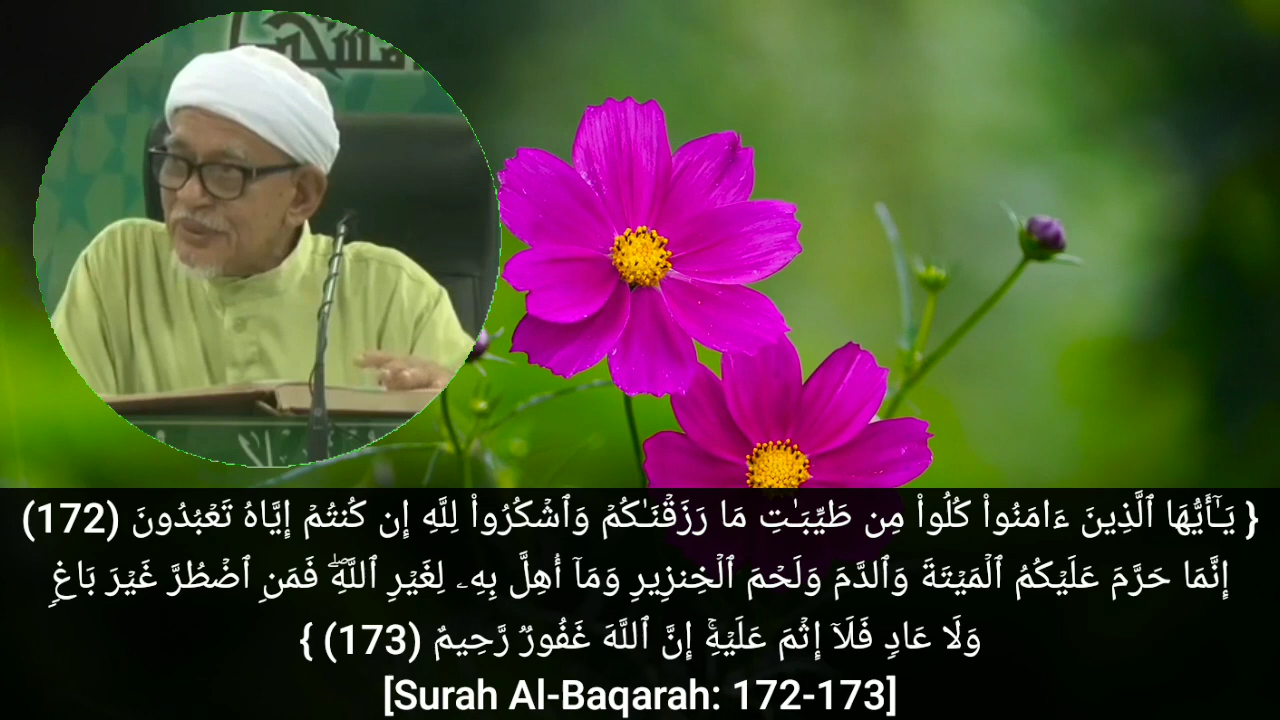 { يَـٰٓأَيُّهَا ٱلَّذِينَ ءَامَنُوا۟ كُلُوا۟ مِن طَيِّبَـٰتِ مَا رَزَقْنَـٰكُمْ وَٱشْكُرُوا۟ لِلَّهِ إِن كُنتُمْ إِيَّاهُ تَعْبُدُونَ (172)
إِنَّمَا حَرَّمَ عَلَيْكُمُ ٱلْمَيْتَةَ وَٱلدَّمَ وَلَحْمَ ٱلْخِنزِيرِ وَمَآ أُهِلَّ بِهِۦ لِغَيْرِ ٱللَّهِۖ فَمَنِ ٱضْطُرَّ غَيْرَ بَاغٍ
وَلَا عَادٍ فَلَآ إِثْمَ عَلَيْهِۚ إِنَّ ٱللَّهَ غَفُورٌ رَّحِيمٌ (173) }
[Surah Al-Baqarah: 172-173]